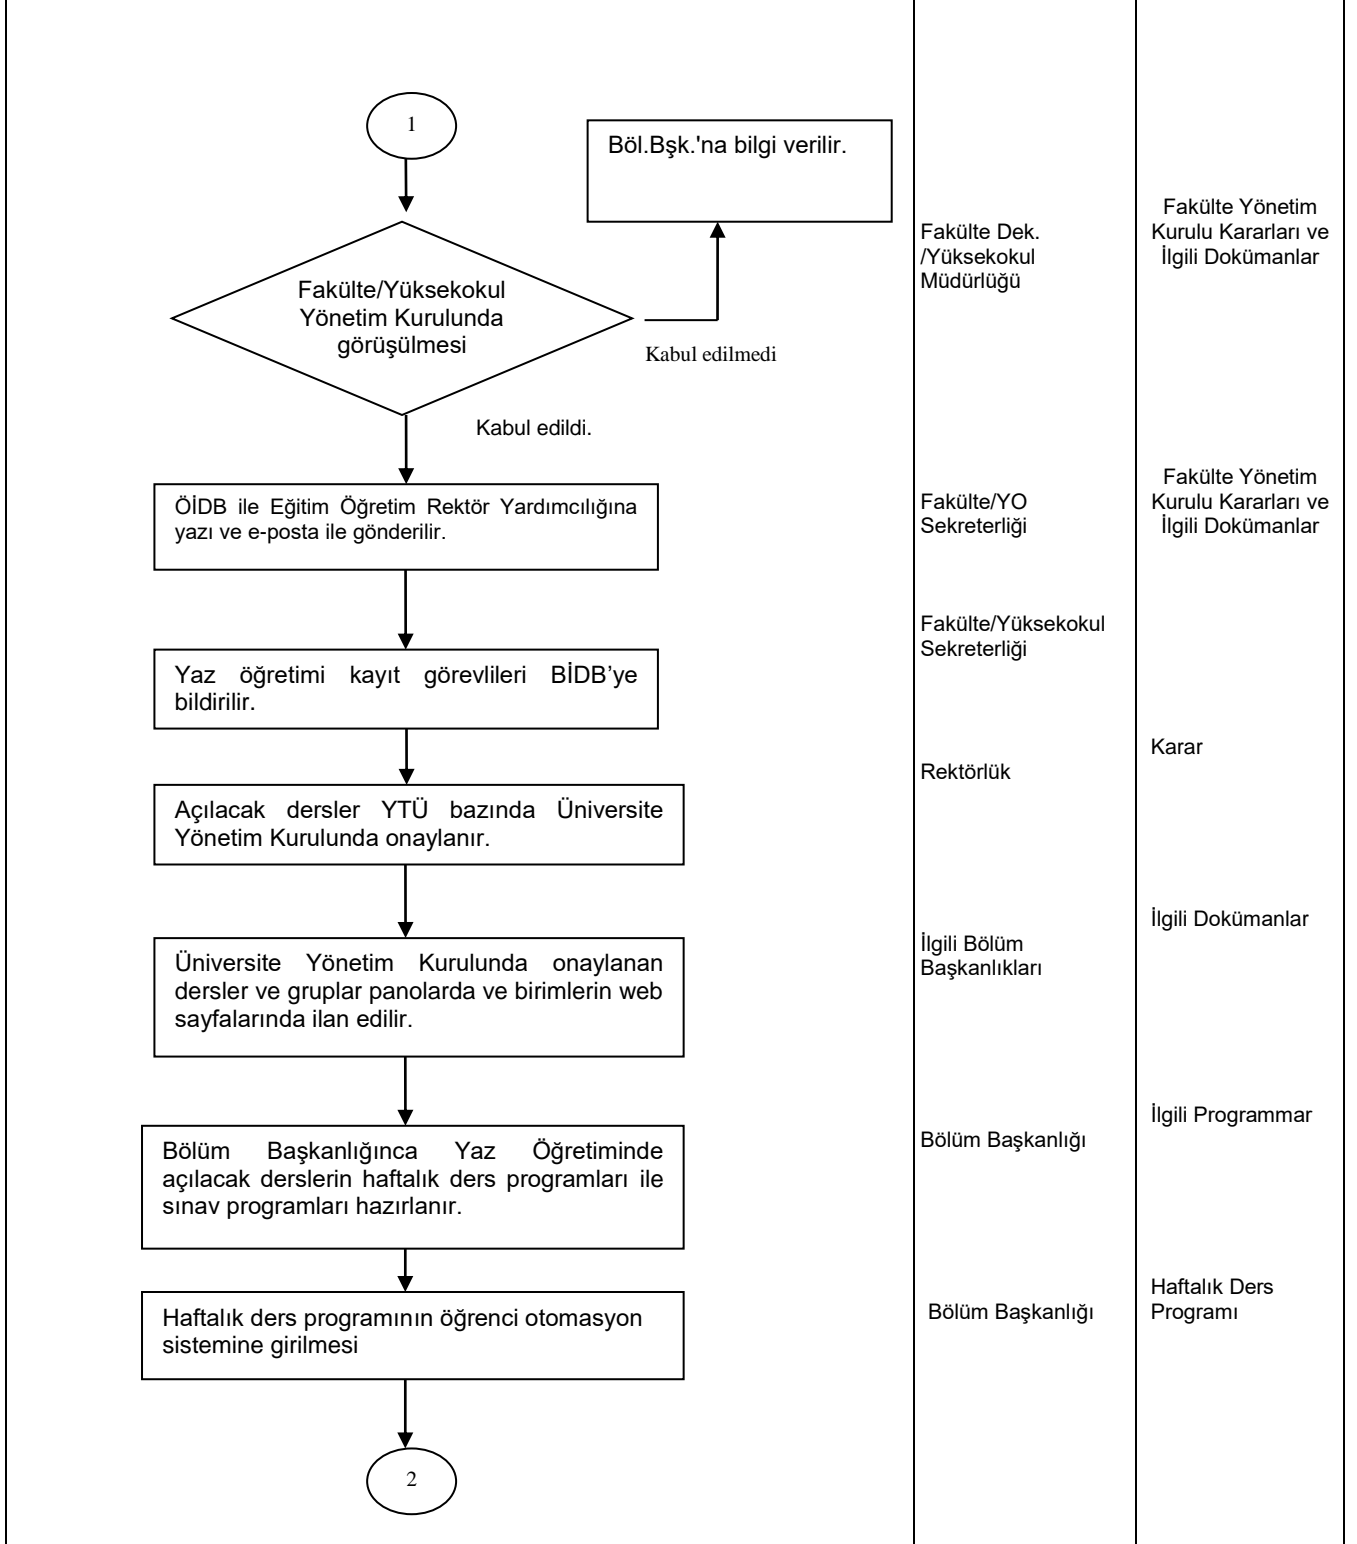 1
Böl.Bşk.'na bilgi verilir.
Fakülte/Yüksekokul
Yönetim Kurulunda
görüşülmesi
Kabul edilmedi
Kabul edildi.
Fakülte Dek.
/Yüksekokul
Müdürlüğü
Fakülte Yönetim
Kurulu Kararları ve
İlgili Dokümanlar
ÖİDB ile Eğitim Öğretim Rektör Yardımcılığına
yazı ve e-posta ile gönderilir.
Fakülte/YO
Sekreterliği
Fakülte Yönetim
Kurulu Kararları ve
İlgili Dokümanlar
Yaz öğretimi kayıt görevlileri BİDB’ye
bildirilir.
Fakülte/Yüksekokul
Sekreterliği
Açılacak dersler YTÜ bazında Üniversite
Yönetim Kurulunda onaylanır.
Rektörlük
Karar
Üniversite Yönetim Kurulunda onaylanan
dersler ve gruplar panolarda ve birimlerin web
sayfalarında ilan edilir.
İlgili Bölüm
Başkanlıkları
İlgili Dokümanlar
Bölüm Başkanlığınca Yaz Öğretiminde
açılacak derslerin haftalık ders programları ile
sınav programları hazırlanır.
Bölüm Başkanlığı
İlgili Programmar
Haftalık ders programının öğrenci otomasyon
sistemine girilmesi
Bölüm Başkanlığı
Haftalık Ders
Programı
2